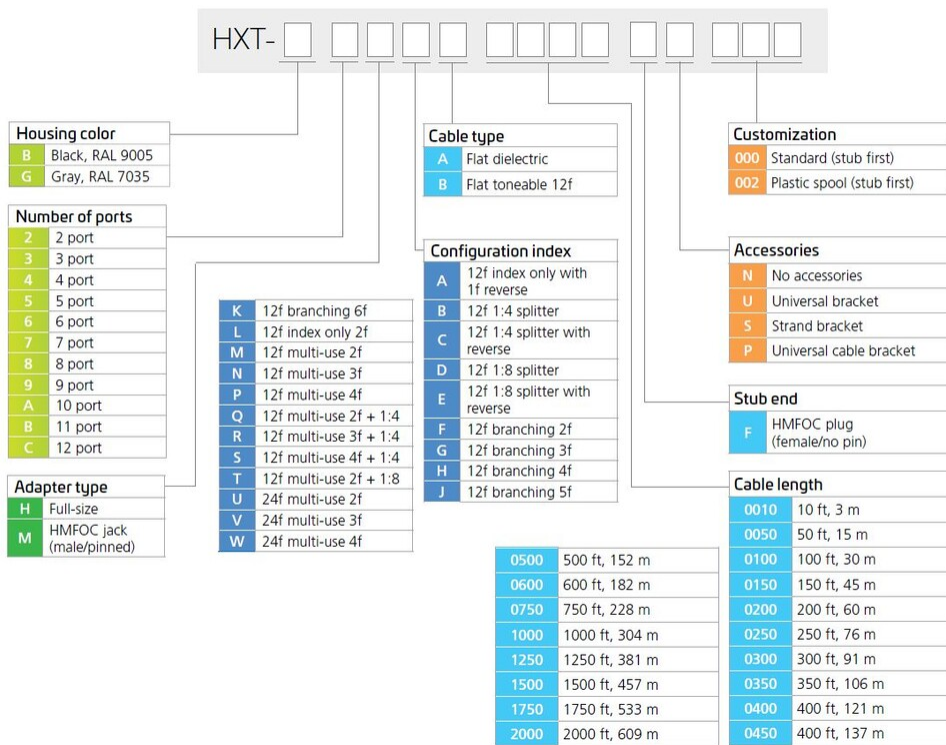 HXT-
Housing color
B Black, RAL 9005
G Gray, RAL 7035
Number of ports
2 2 port
3 3 port
4 4 port
5 5 port
6 6 port
7 7 port
8 8 port
9 9 port
A 10 port
B 11 port
C 12 port
Adapter type
H Full-size
M HMFOC jack
(male/pinned)
K 12f branching 6f
L 12f index only 2f
M 12f multi-use 2f
N 12f multi-use 3f
P 12f multi-use 4f
Q 12f multi-use 2f + 1:4
R 12f multi-use 3f + 1:4
S 12f multi-use 4f + 1:4
T 12f multi-use 2f + 1:8
U 24f multi-use 2f
V 24f multi-use 3f
W 24f multi-use 4f
Cable type
A Flat dielectric
B Flat toneable 12f
Configuration index
A 12f index only with
1f reverse
B 12f 1:4 splitter
C 12f 1:4 splitter with
reverse
D 12f 1:8 splitter
E 12f 1:8 splitter with
reverse
F 12f branching 2f
G 12f branching 3f
H 12f branching 4f
J 12f branching 5f
0500 500 ft, 152 m
0600 600 ft, 182 m
0750 750 ft, 228 m
1000 1000 ft, 304 m
1250 1250 ft, 381 m
1500 1500 ft, 457 m
1750 1750 ft, 533 m
2000 2000 ft, 609 m
Customization
000 Standard (stub first)
002 Plastic spool (stub first)
Accessories
N No accessories
U Universal bracket
S Strand bracket
P Universal cable bracket
Stub end
F HMFOC plug
(female/no pin)
Cable length
0010 10 ft, 3 m
0050 50 ft, 15 m
0100 100 ft, 30 m
0150 150 ft, 45 m
0200 200 ft, 60 m
0250 250 ft, 76 m
0300 300 ft, 91 m
0350 350 ft, 106 m
0400 400 ft, 121 m
0450 400 ft, 137 m